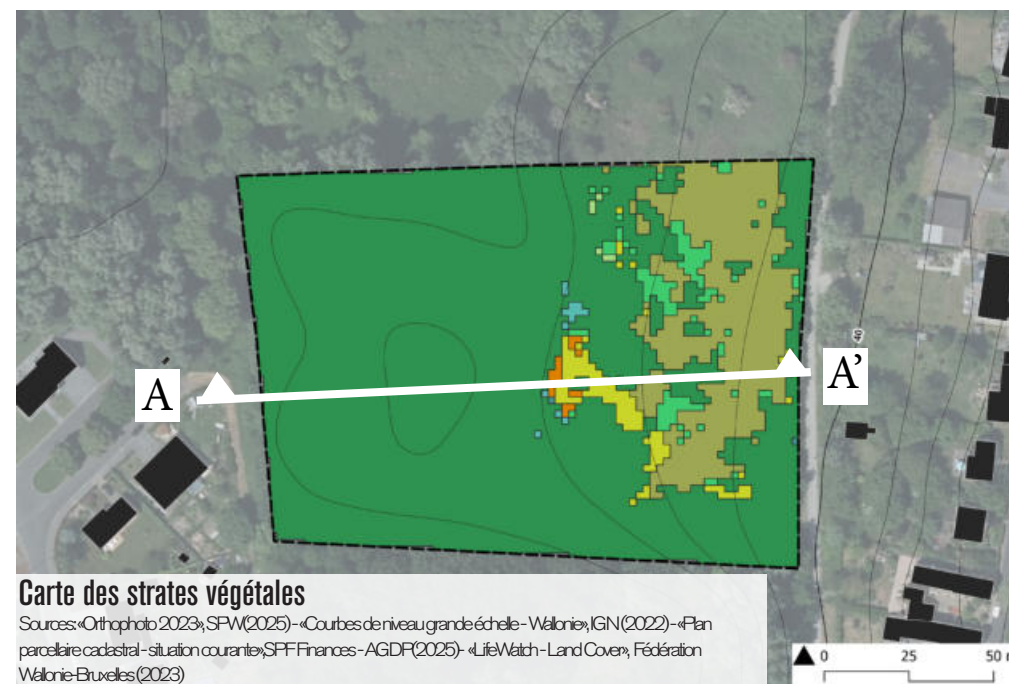 40
A
A’
Carte des strates végétales
Sources: «Orthophoto 2023», SPW (2025) - «Courbes de niveau grande échelle - Wallonie», IGN (2022) - «Plan
parcellaire cadastral - situation courante», SPF Finances - AGDP (2025) - «LifeWatch - Land Cover», Fédération
Wallonie-Bruxelles (2023)
0 25 50 m